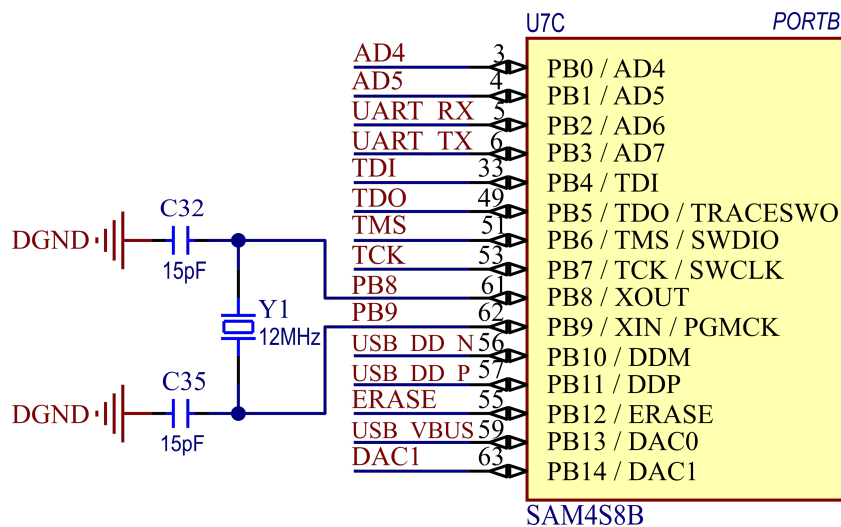 U7C PORTB
AD4 3 PB0 / AD4
AD5 4 PB1 / AD5
UART_RX 5 PB2 / AD6
UART_TX 6 PB3 / AD7
TDI 33 PB4 / TDI
TDO 49 PB5 / TDO / TRACESWO
TMS 51 PB6 / TMS / SWDIO
TCK 53 PB7 / TCK / SWCLK
PB8 61 PB8 / XOUT
PB9 62 PB9 / XIN / PGMCK
USB_DD_N 56 PB10 / DDM
USB_DD_P 57 PB11 / DDP
ERASE 55 PB12 / ERASE
USB_VBUS 59 PB13 / DAC0
DAC1 63 PB14 / DAC1
SAM4S8B
C32
DGND
15pF
Y1
12MHz
C35
DGND
15pF